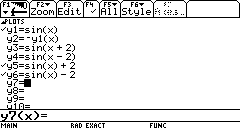 F1 F2 F3 F4 F5 F6
Zoom Edit ✓ All Style
▲PLOTS
✓y1=sin(x)
y2=-y1(x)
y3=sin(x+2)
y4=sin(x-2)
✓y5=sin(x)+2
✓y6=sin(x)-2
y7=
y8=
y9=
y10=
y7(x)=
MAIN RAD EXACT FUNC